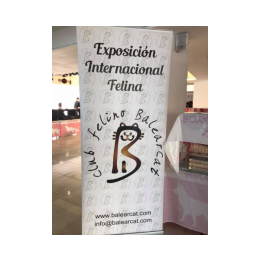 Exposición
Internacional
Felina
Club Felino Balearcat
B
www.balearcat.com
info@balearcat.com